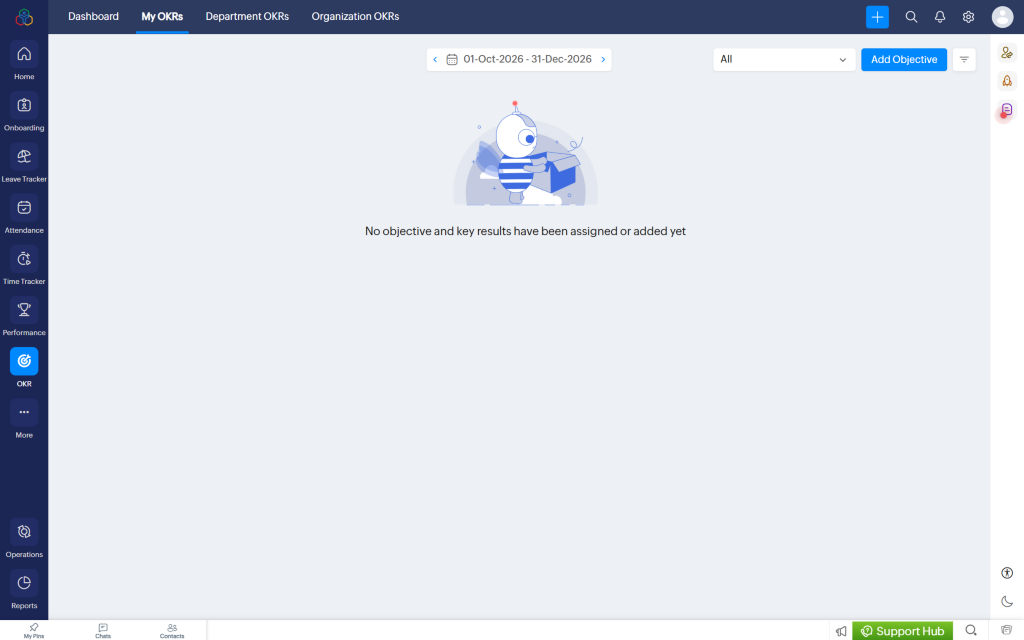 Dashboard
My OKRs
Department OKRs
Organization OKRs
Home
Onboarding
Leave Tracker
Attendance
Time Tracker
Performance
OKR
More
Operations
Reports
01-Oct-2026 - 31-Dec-2026
All
Add Objective
No objective and key results have been assigned or added yet
My Pins
Chats
Contacts
Support Hub